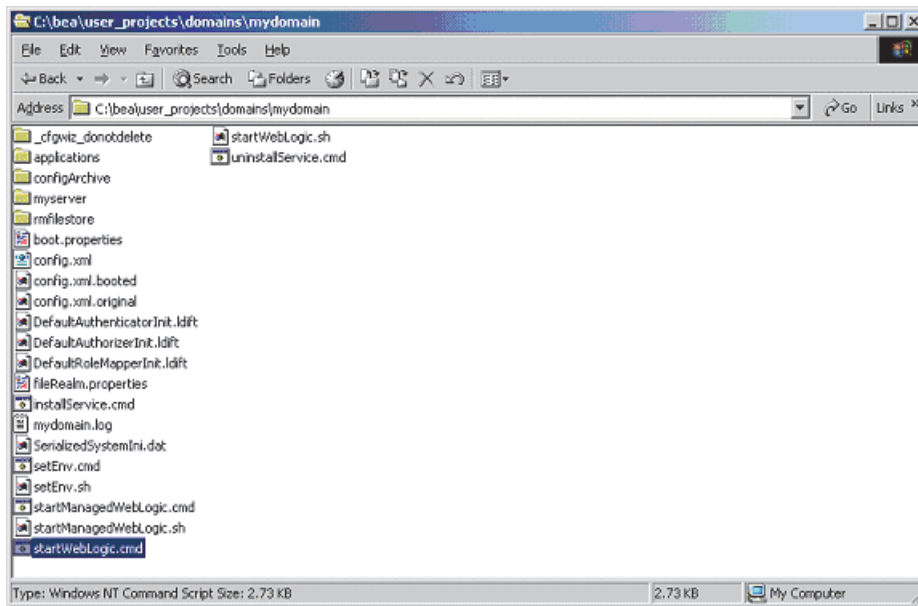 C:\bea\user_projects\domains\mydomain
File Edit View Favorites Tools Help
Back Search Folders
Address C:\bea\user_projects\domains\mydomain Go Links »
_cfgwiz_donotdelete
applications
configArchive
myserver
rmfilestore
boot.properties
config.xml
config.xml.booted
config.xml.original
DefaultAuthenticatorInit.ldift
DefaultAuthorizerInit.ldift
DefaultRoleMapperInit.ldift
fileRealm.properties
installService.cmd
mydomain.log
SerializedSystemIni.dat
setEnv.cmd
setEnv.sh
startManagedWebLogic.cmd
startManagedWebLogic.sh
startWebLogic.cmd
startWebLogic.sh
uninstallService.cmd
Type: Windows NT Command Script Size: 2.73 KB 2.73 KB My Computer